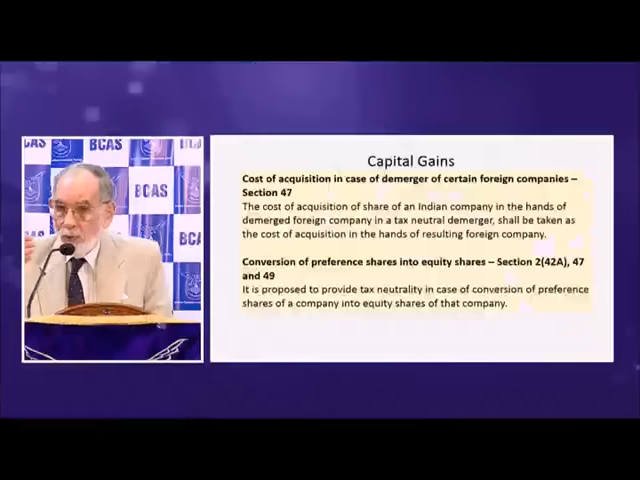 BCAS
BCAS
Capital Gains
Cost of acquisition in case of demerger of certain foreign companies –
Section 47
The cost of acquisition of share of an Indian company in the hands of
demerged foreign company in a tax neutral demerger, shall be taken as
the cost of acquisition in the hands of resulting foreign company.
Conversion of preference shares into equity shares – Section 2(42A), 47
and 49
It is proposed to provide tax neutrality in case of conversion of preference
shares of a company into equity shares of that company.